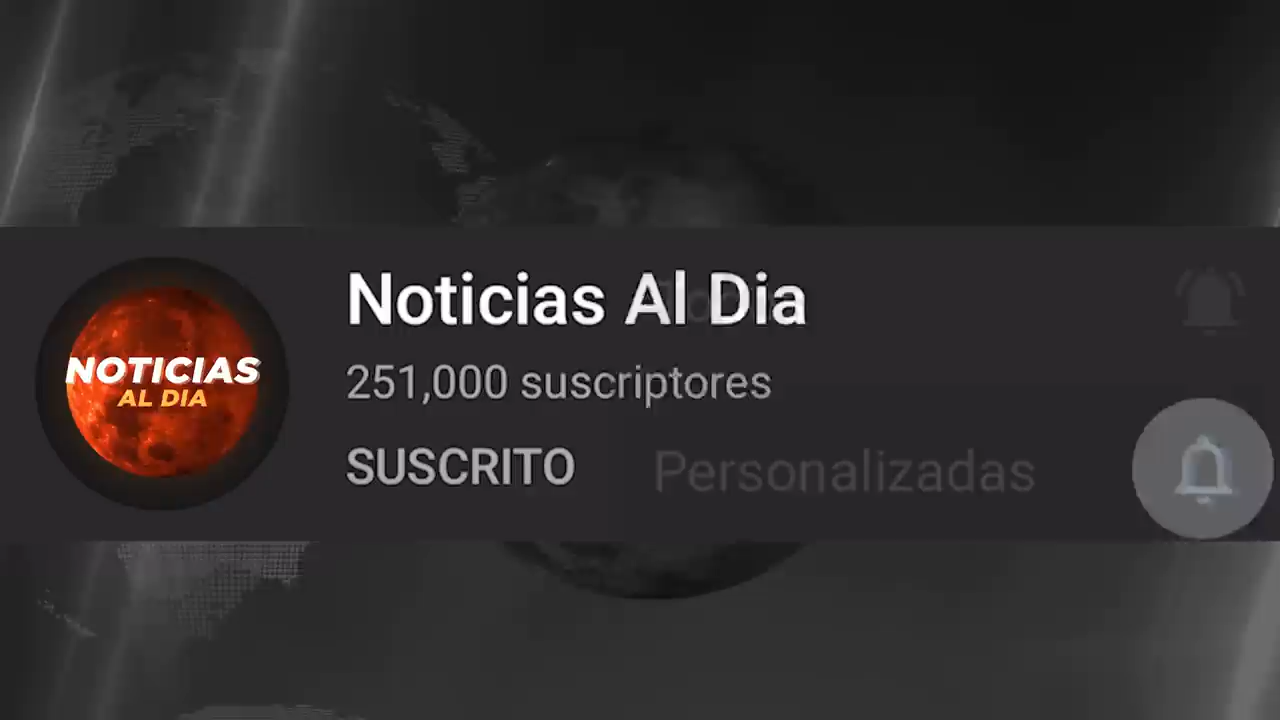 Noticias Al Dia
NOTICIAS
AL DIA
251,000 suscriptores
SUSCRITO
Personalizadas